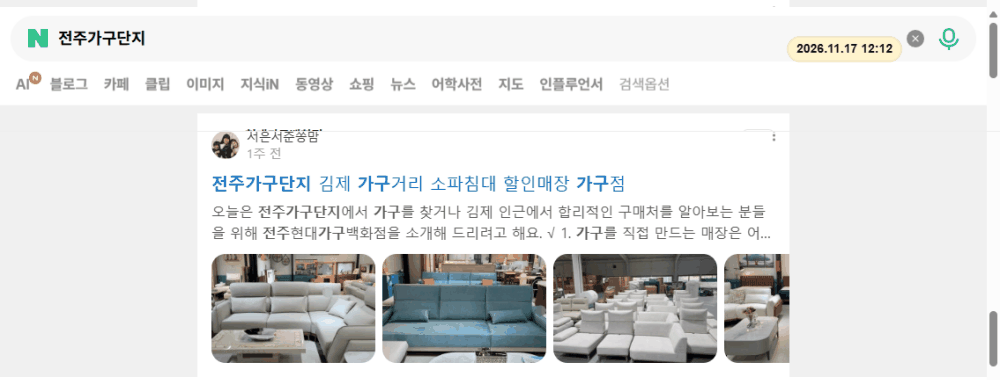 N 전주가구단지
2026.11.17 12:12
AI N 블로그 카페 클립 이미지 지식iN 동영상 쇼핑 뉴스 어학사전 지도 인플루언서 검색옵션
1주 전
전주가구단지 김제 가구거리 소파침대 할인매장 가구점
오늘은 전주가구단지에서 가구를 찾거나 김제 인근에서 합리적인 구매처를 알아보는 분들
을 위해 전주현대가구백화점을 소개해 드리려고 해요. √ 1. 가구를 직접 만드는 매장은 어...